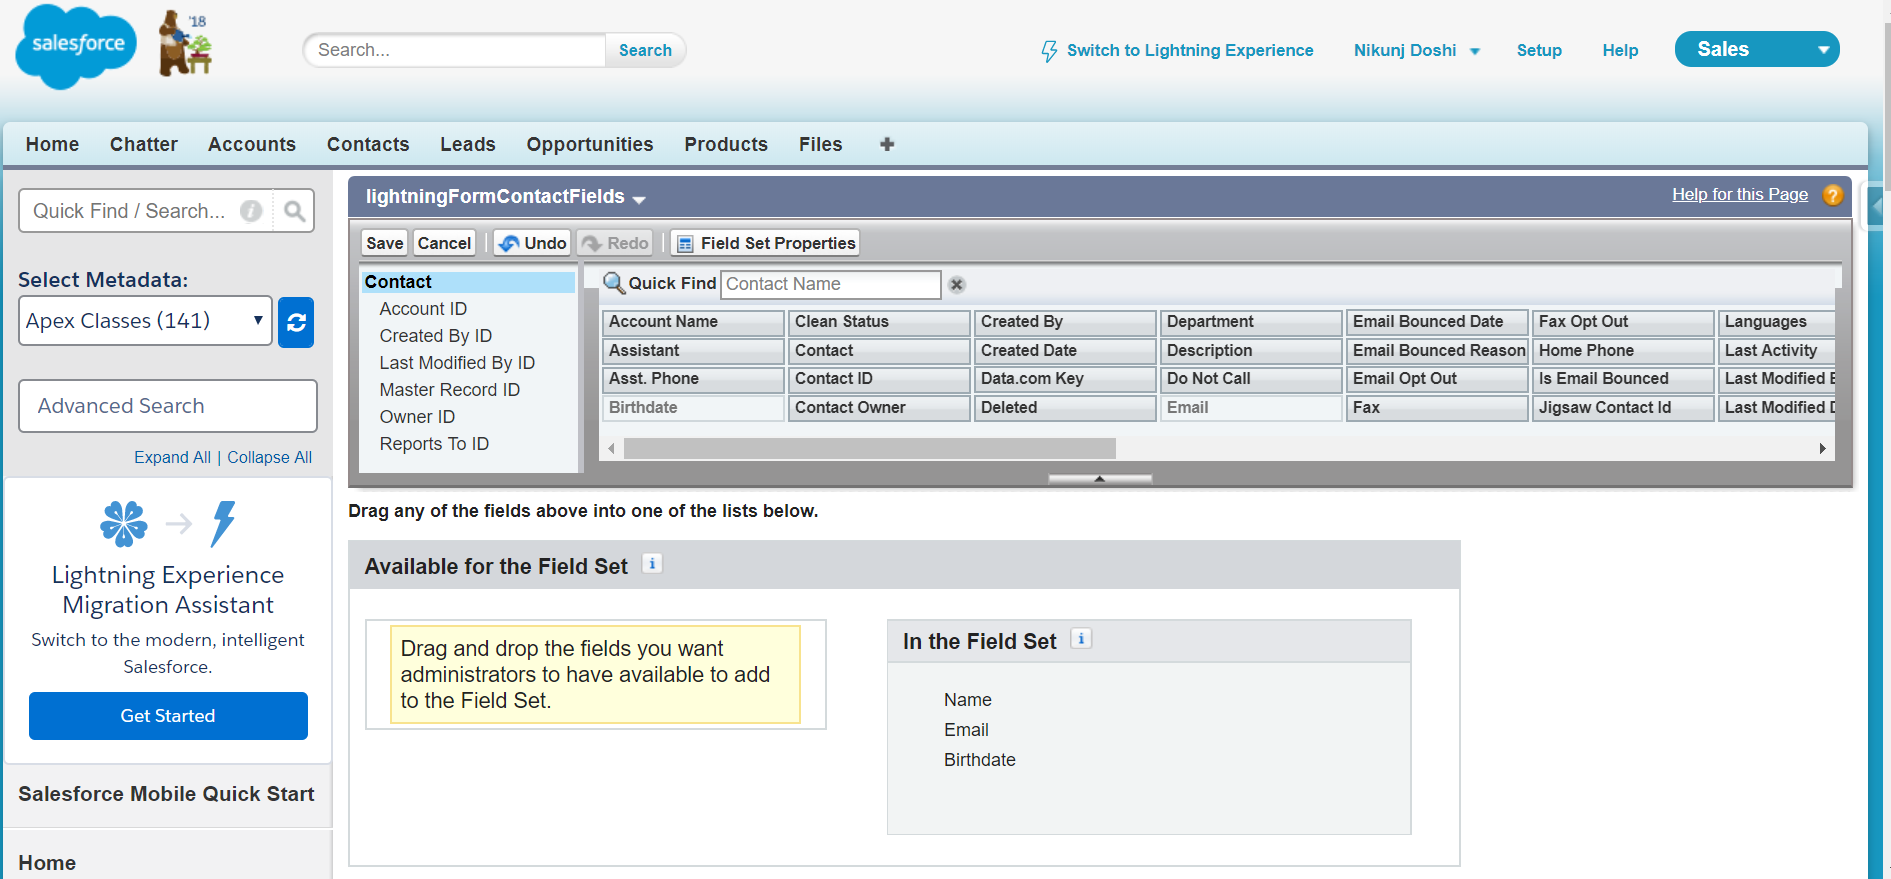 salesforce
'18
Search...
Search
Switch to Lightning Experience
Nikunj Doshi
Setup
Help
Sales
Home
Chatter
Accounts
Contacts
Leads
Opportunities
Products
Files
Quick Find / Search...
Select Metadata:
Apex Classes (141)
Advanced Search
Expand All | Collapse All
Lightning Experience
Migration Assistant
Switch to the modern, intelligent
Salesforce.
Get Started
Salesforce Mobile Quick Start
Home
lightningFormContactFields
Help for this Page
?
Save
Cancel
Undo
Redo
Field Set Properties
Contact
Account ID
Created By ID
Last Modified By ID
Master Record ID
Owner ID
Reports To ID
Quick Find
Contact Name
Account Name
Clean Status
Created By
Department
Email Bounced Date
Fax Opt Out
Languages
Assistant
Contact
Created Date
Description
Email Bounced Reason
Home Phone
Last Activity
Asst. Phone
Contact ID
Data.com Key
Do Not Call
Email Opt Out
Is Email Bounced
Last Modified
Birthdate
Contact Owner
Deleted
Email
Fax
Jigsaw Contact Id
Last Modified
Drag any of the fields above into one of the lists below.
Available for the Field Set
Drag and drop the fields you want
administrators to have available to add
to the Field Set.
In the Field Set
Name
Email
Birthdate